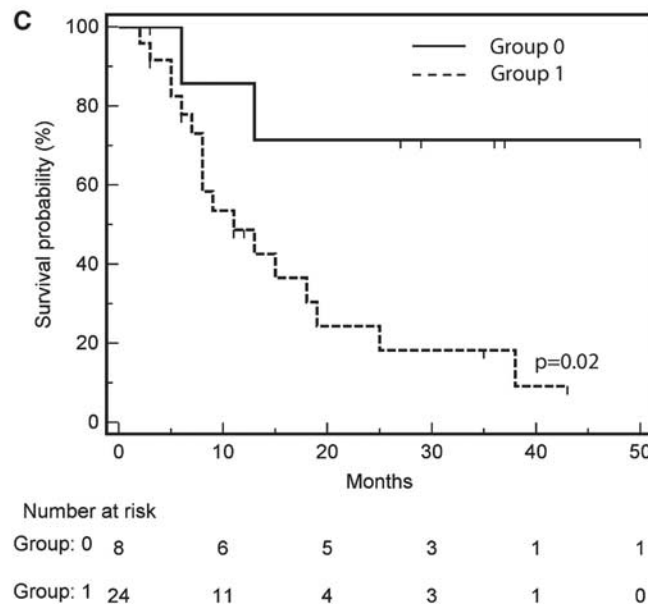 C
100
80
60
40
20
0
Survival probability (%)
Group 0
Group 1
p=0.02
0 10 20 30 40 50
Months
Number at risk
Group: 0 8 6 5 3 1 1
Group: 1 24 11 4 3 1 0